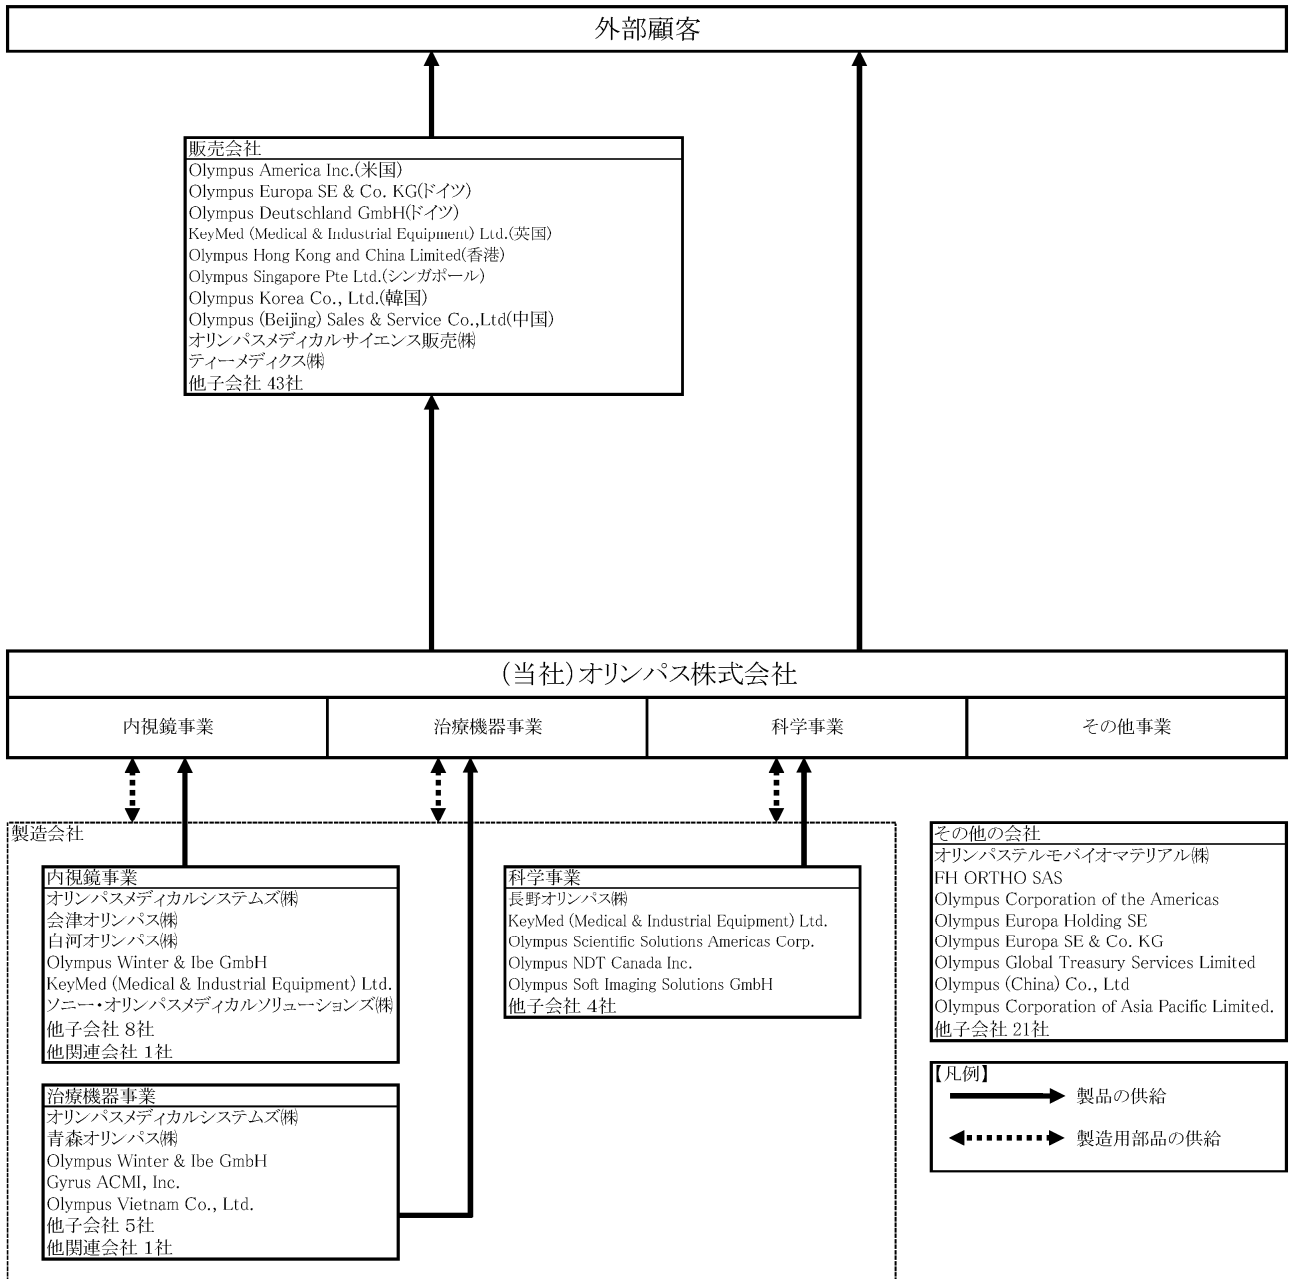 外部顧客
販売会社
Olympus America Inc.(米国)
Olympus Europa SE & Co. KG(ドイツ)
Olympus Deutschland GmbH(ドイツ)
KeyMed (Medical & Industrial Equipment) Ltd.(英国)
Olympus Hong Kong and China Limited(香港)
Olympus Singapore Pte Ltd.(シンガポール)
Olympus Korea Co., Ltd.(韓国)
Olympus (Beijing) Sales & Service Co.,Ltd(中国)
オリンパスメディカルサイエンス販売㈱
ティーメディクス㈱
他子会社 43社
(当社)オリンパス株式会社
内視鏡事業
治療機器事業
科学事業
その他事業
製造会社
内視鏡事業
オリンパスメディカルシステムズ㈱
会津オリンパス㈱
白河オリンパス㈱
Olympus Winter & Ibe GmbH
KeyMed (Medical & Industrial Equipment) Ltd.
ソニー・オリンパスメディカルソリューションズ㈱
他子会社 8社
他関連会社 1社
治療機器事業
オリンパスメディカルシステムズ㈱
青森オリンパス㈱
Olympus Winter & Ibe GmbH
Gyrus ACMI, Inc.
Olympus Vietnam Co., Ltd.
他子会社 5社
他関連会社 1社
科学事業
長野オリンパス㈱
KeyMed (Medical & Industrial Equipment) Ltd.
Olympus Scientific Solutions Americas Corp.
Olympus NDT Canada Inc.
Olympus Soft Imaging Solutions GmbH
他子会社 4社
その他の会社
オリンパステルモバイオマテリアル㈱
FH ORTHO SAS
Olympus Corporation of the Americas
Olympus Europa Holding SE
Olympus Europa SE & Co. KG
Olympus Global Treasury Services Limited
Olympus (China) Co., Ltd
Olympus Corporation of Asia Pacific Limited.
他子会社 21社
【凡例】
製品の供給
製造用部品の供給